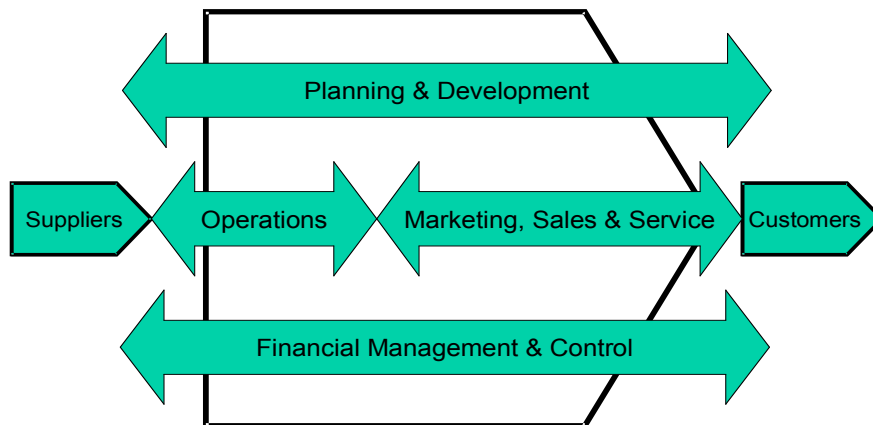 Planning & Development
Suppliers
Operations
Marketing, Sales & Service
Customers
Financial Management & Control